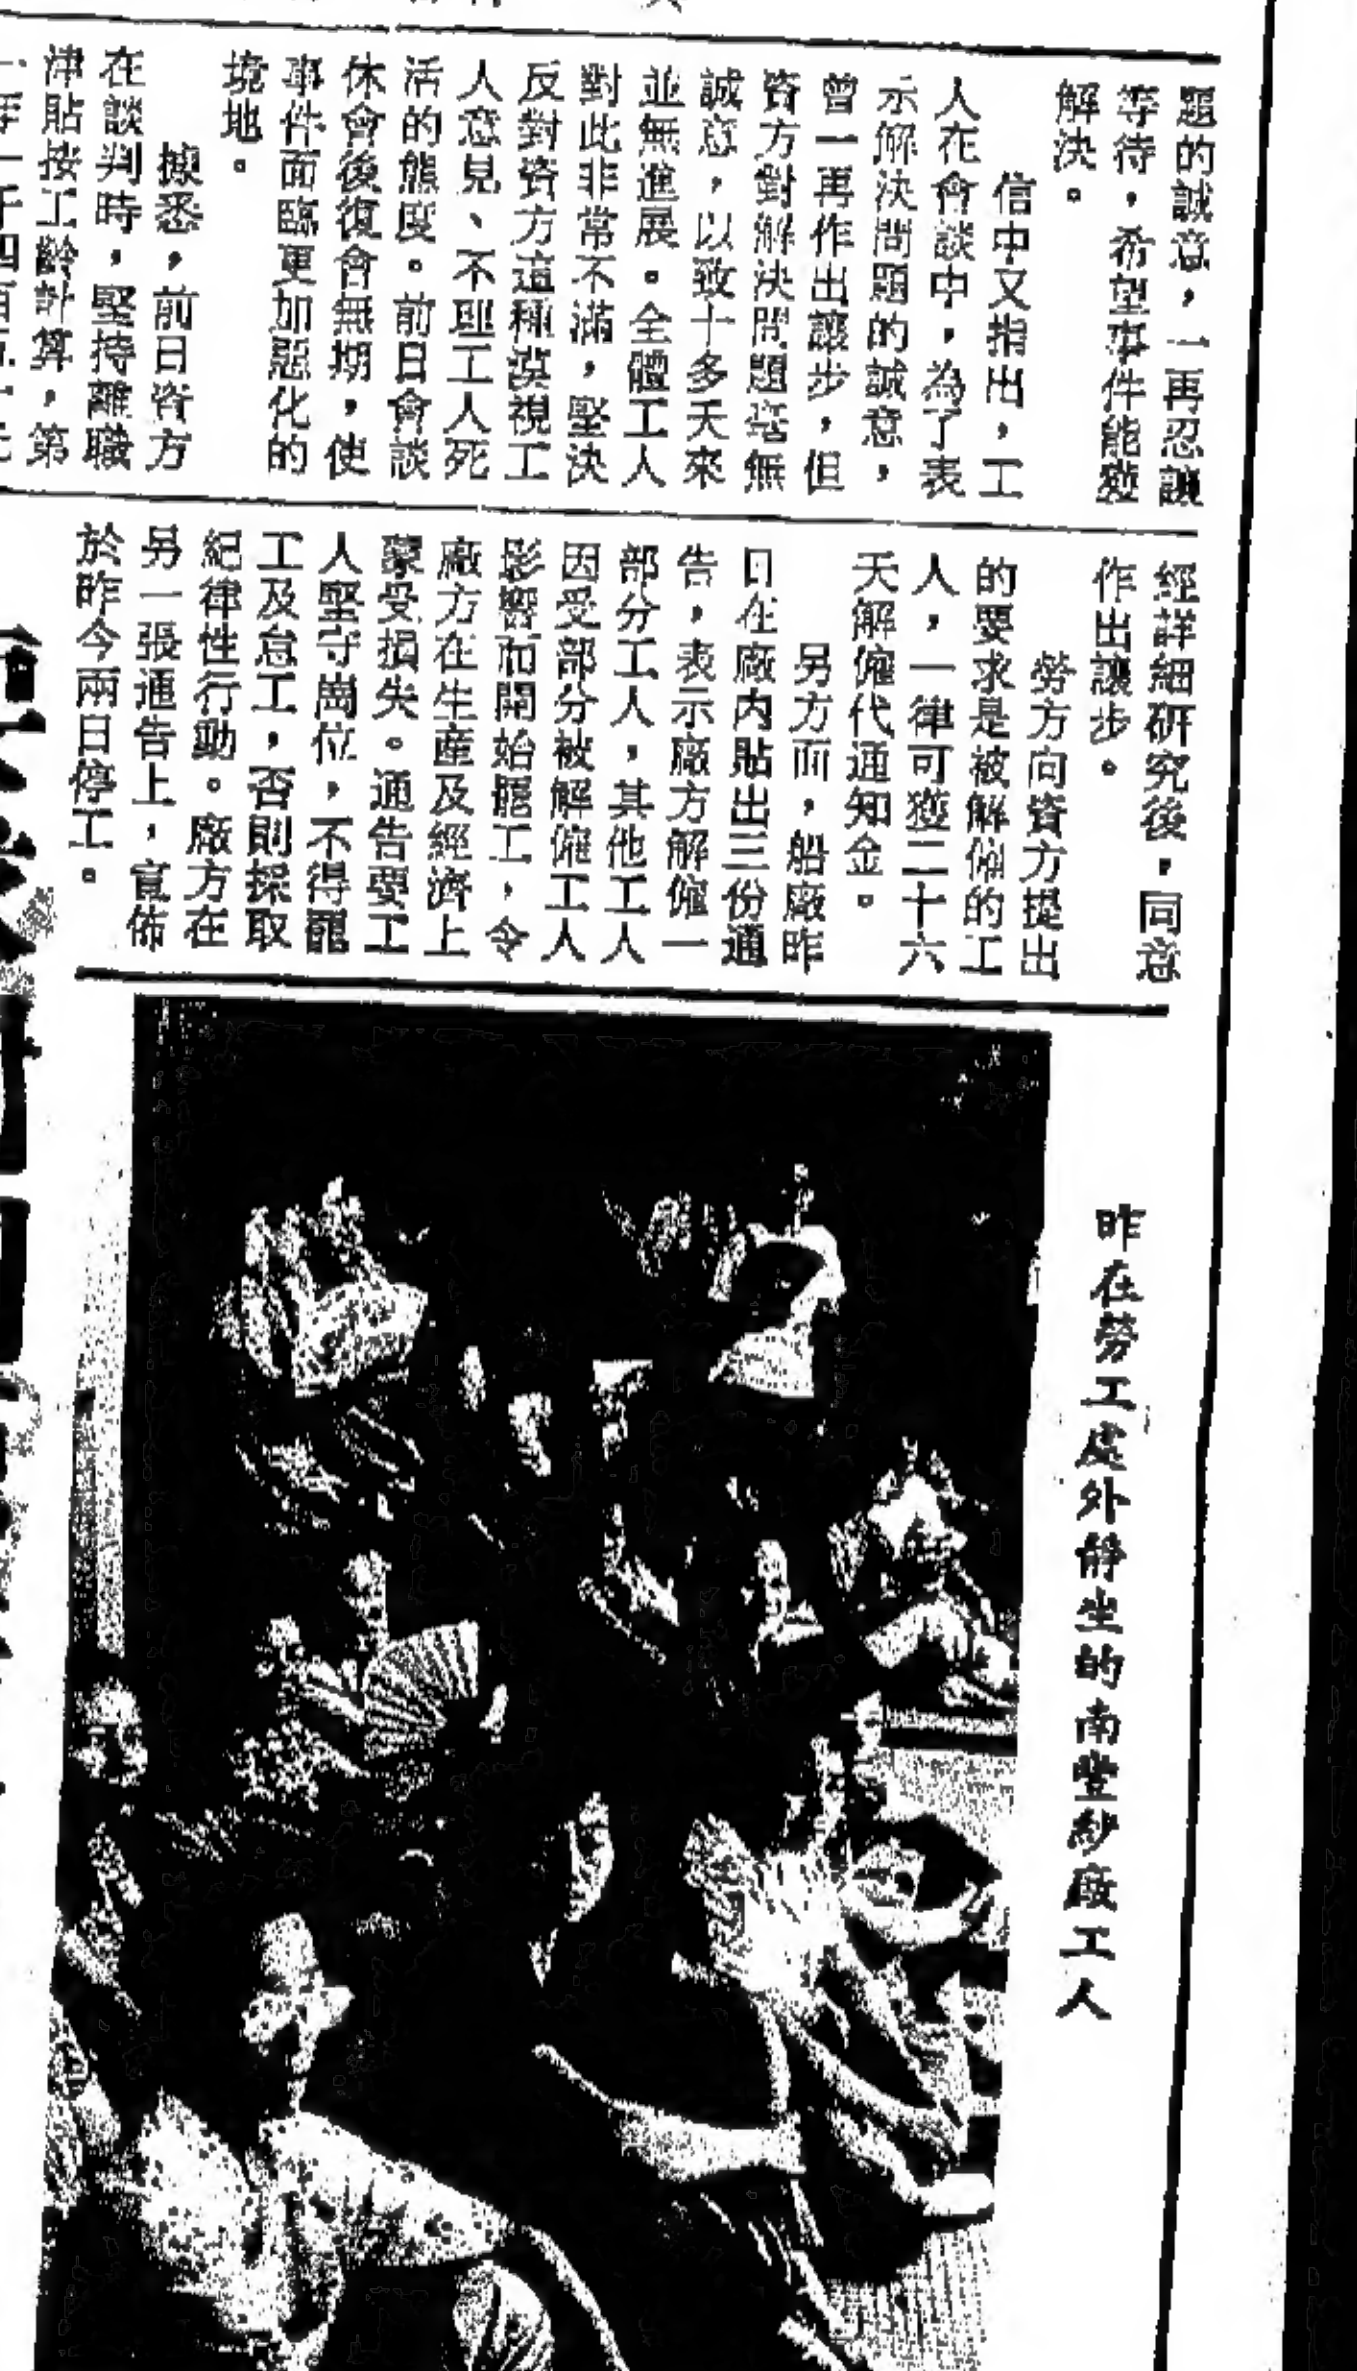 題的誠意，一再忍讓
等待，希望事件能獲
解決。
信中又指出，工
人在會談中，為了表
示解決問題的誠意，
曾一再作出讓步，但
資方對解決問題毫無
誠意，以致十多天來
並無進展。全體工人
對此非常不滿，堅決
反對資方這種漠視工
人意見、不理工人死
活的態度。前日會談
休會後復會無期，使
事件面臨更加惡化的
境地。
據悉，前日資方
在談判時，堅持離職
津貼按工齡計算，第
經詳細研究後，同意
作出讓步。
勞方向資方提出
的要求是被解僱的工
人，一律可獲二十六
天解僱代通知金。
另方面，船廠昨
日在廠內貼出三份通
告，表示廠方解僱一
部分工人，其他工人
因受部分被解僱工人
影響而開始罷工，令
廠方在生產及經濟上
蒙受損失。通告要工
人堅守崗位，不得罷
工及怠工，否則採取
紀律性行動。廠方在
另一張通告上，宣佈
於昨今兩日停工。
昨在勞工處外靜坐的南豐紗廠工人